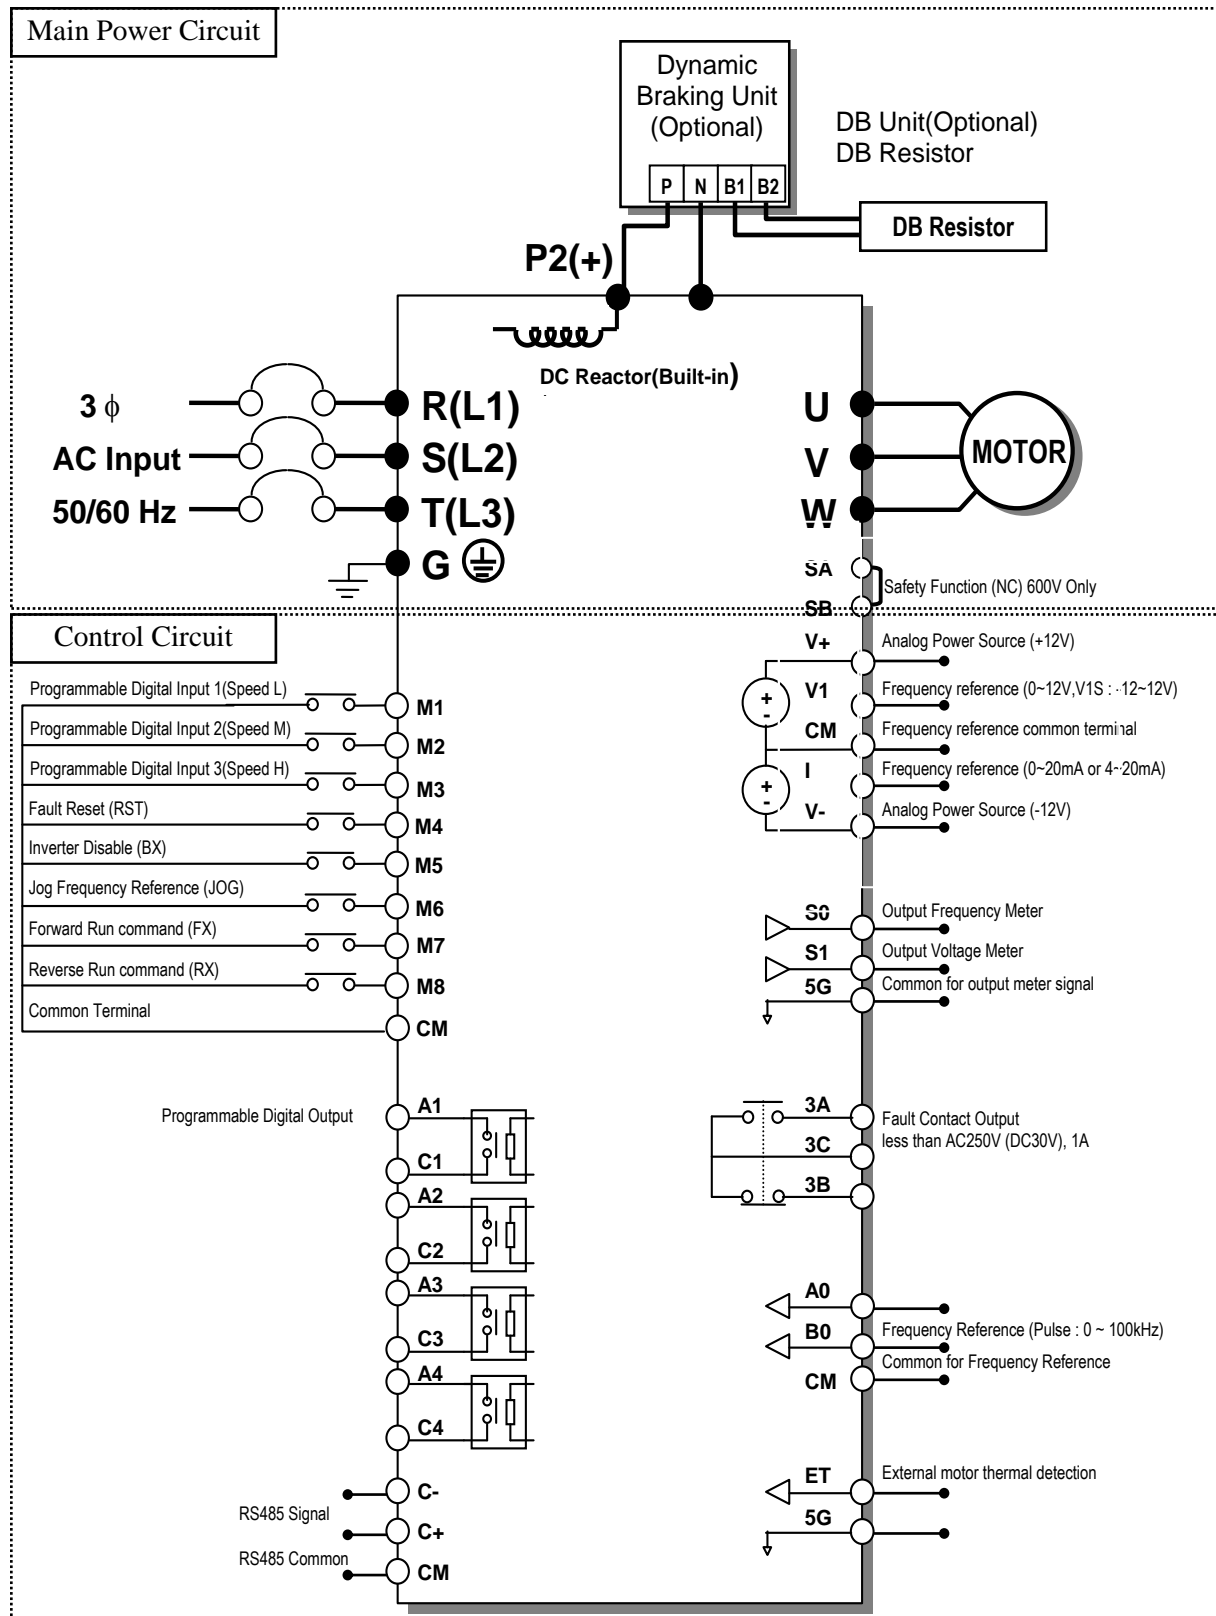 Main Power Circuit
Dynamic
Braking Unit
(Optional)
P N B1 B2
DB Unit(Optional)
DB Resistor
DB Resistor
P2(+)
DC Reactor(Built-in)
3 ϕ
AC Input
50/60 Hz
R(L1)
S(L2)
T(L3)
G
U
V
W
MOTOR
SA
SB
Safety Function (NC) 600V Only
Control Circuit
Programmable Digital Input 1(Speed L)
M1
Programmable Digital Input 2(Speed M)
M2
Programmable Digital Input 3(Speed H)
M3
Fault Reset (RST)
M4
Inverter Disable (BX)
M5
Jog Frequency Reference (JOG)
M6
Forward Run command (FX)
M7
Reverse Run command (RX)
M8
Common Terminal
CM
V+
Analog Power Source (+12V)
+
-
V1
Frequency reference (0~12V,V1S : -12~12V)
CM
Frequency reference common terminal
+
-
I
Frequency reference (0~20mA or 4~20mA)
V-
Analog Power Source (-12V)
S0
Output Frequency Meter
S1
Output Voltage Meter
5G
Common for output meter signal
Programmable Digital Output
A1
C1
A2
C2
A3
C3
A4
C4
3A
3C
3B
Fault Contact Output
less than AC250V (DC30V), 1A
A0
B0
Frequency Reference (Pulse : 0 ~ 100kHz)
CM
Common for Frequency Reference
RS485 Signal
C-
C+
RS485 Common
CM
ET
External motor thermal detection
5G